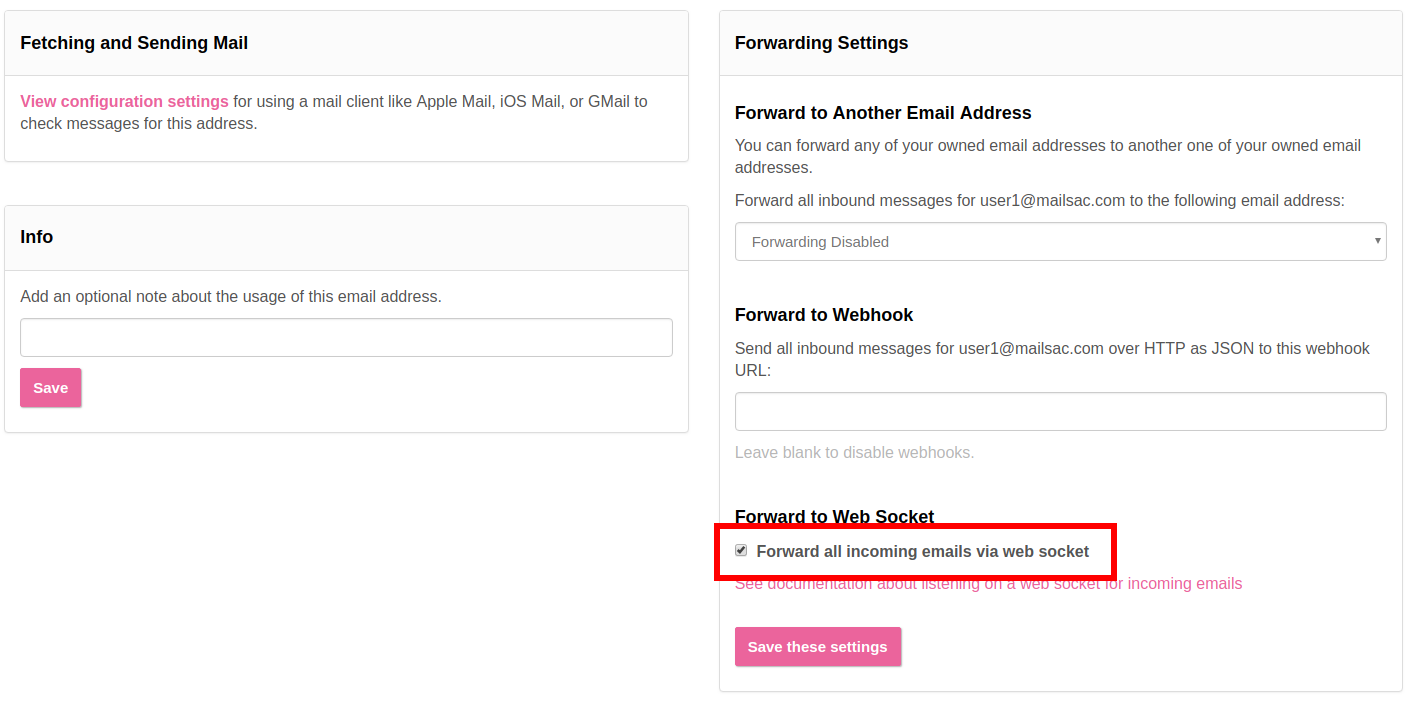 Fetching and Sending Mail
View configuration settings for using a mail client like Apple Mail, iOS Mail, or GMail to
check messages for this address.
Info
Add an optional note about the usage of this email address.
Save
Forwarding Settings
Forward to Another Email Address
You can forward any of your owned email addresses to another one of your owned email
addresses.
Forward all inbound messages for user1@mailsac.com to the following email address:
Forwarding Disabled
Forward to Webhook
Send all inbound messages for user1@mailsac.com over HTTP as JSON to this webhook
URL:
Leave blank to disable webhooks.
Forward to Web Socket
Forward all incoming emails via web socket
See documentation about listening on a web socket for incoming emails
Save these settings